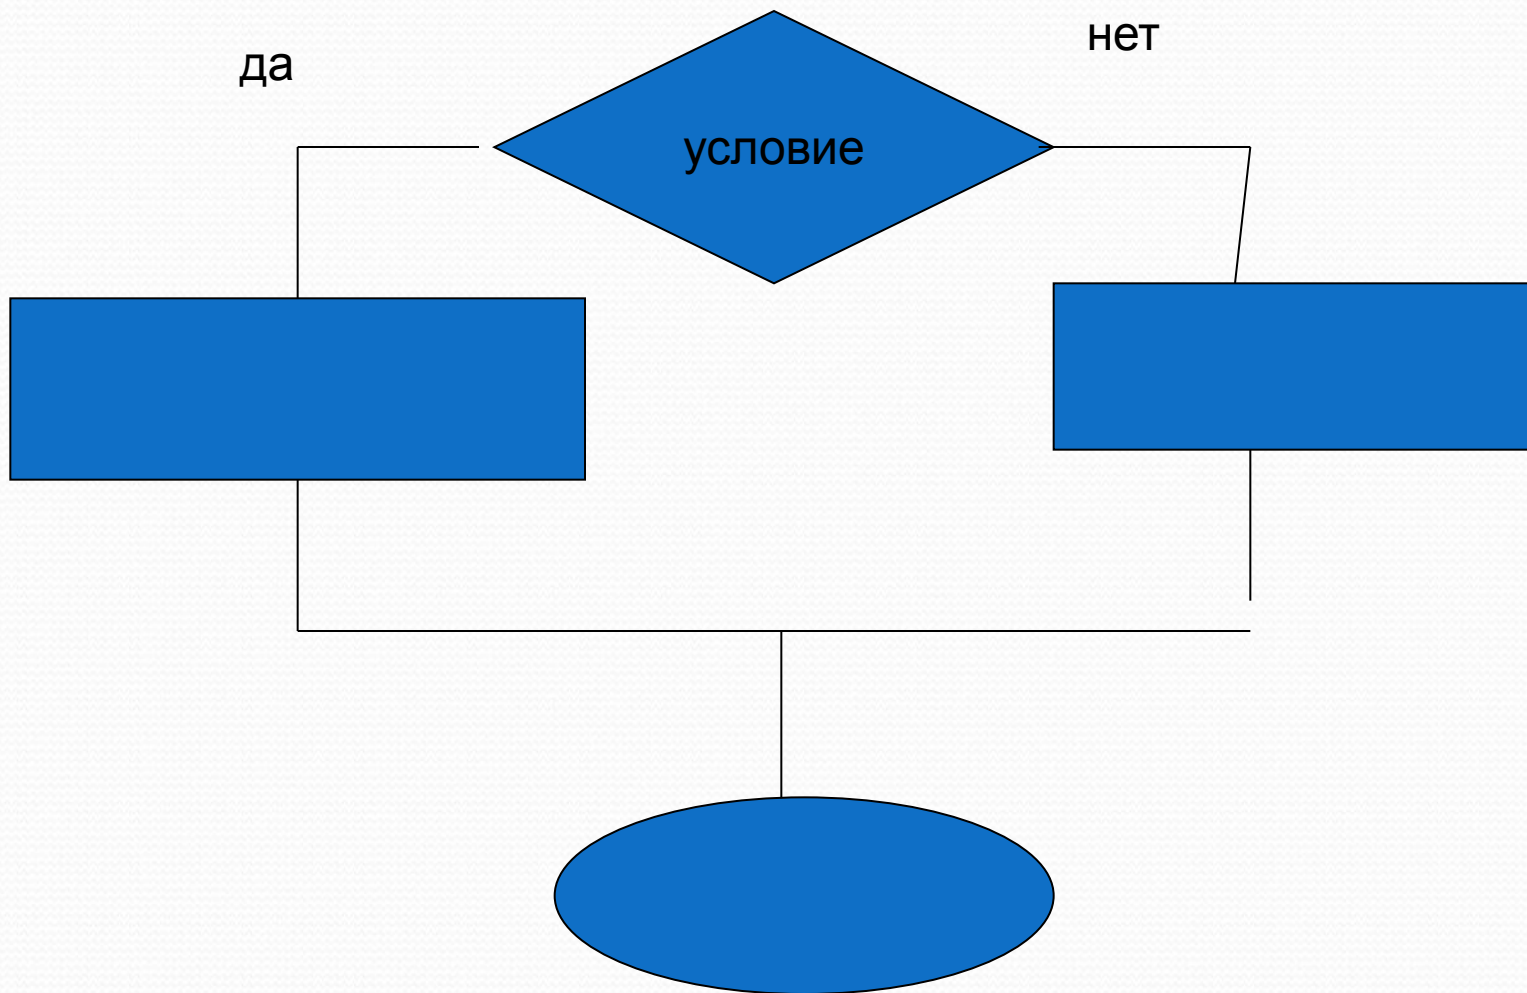 да
нет
условие